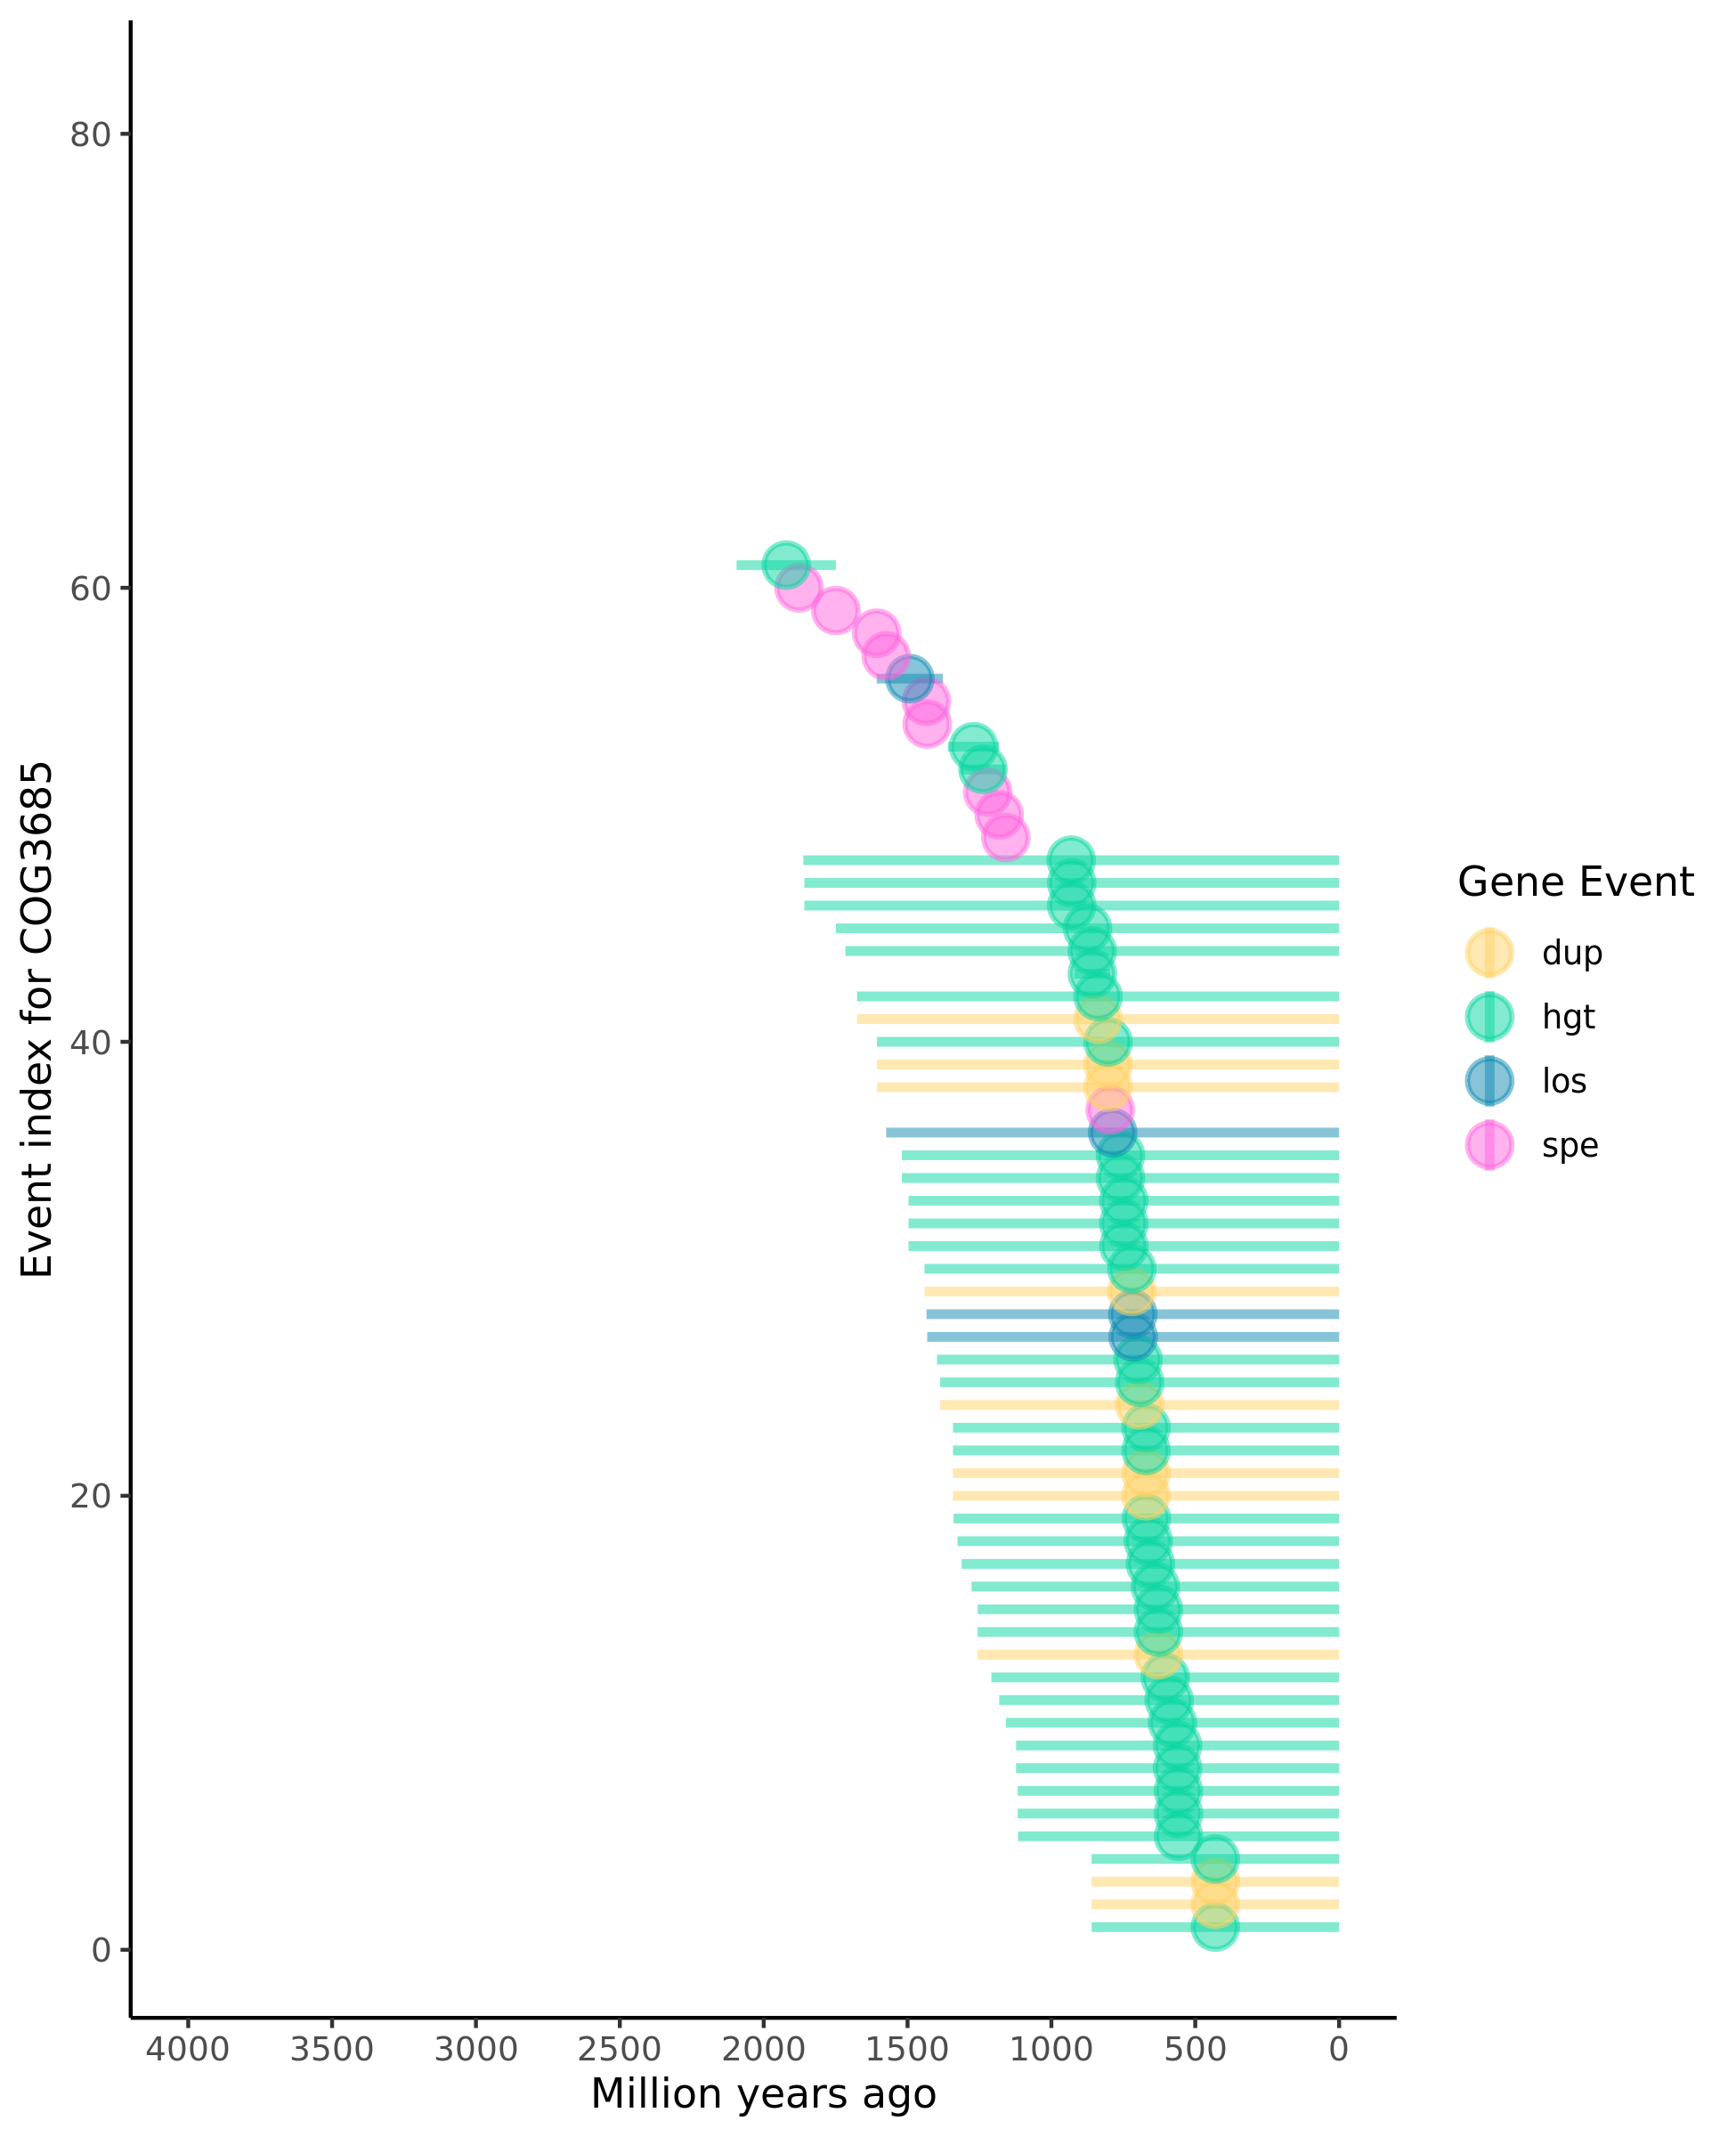 Event index for COG3685
80
60
40
20
0
4000 3500 3000 2500 2000 1500 1000 500 0
Million years ago
Gene Event
dup
hgt
los
spe